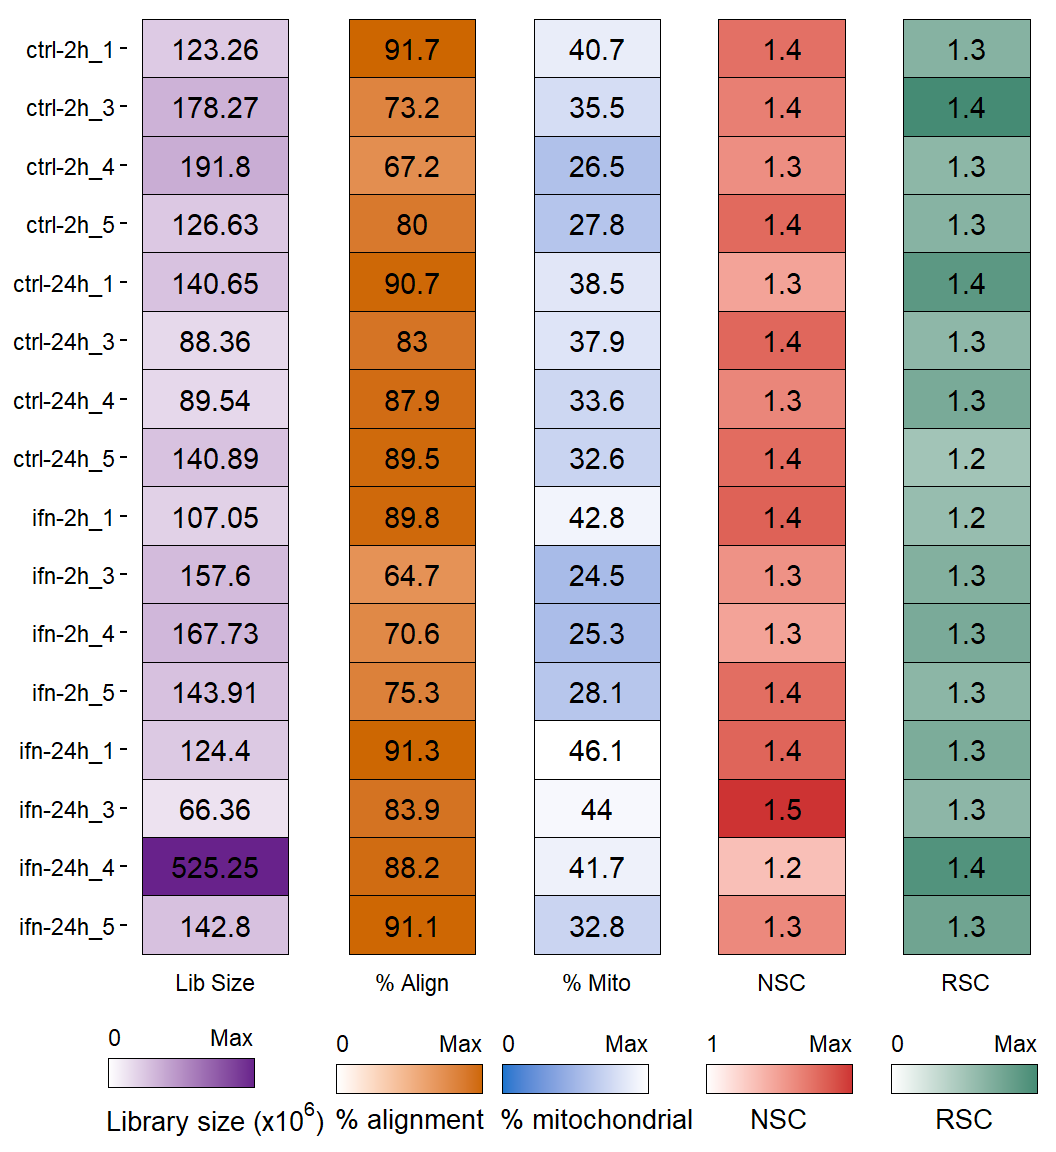 ctrl-2h_1 123.26 91.7 40.7 1.4 1.3
ctrl-2h_3 178.27 73.2 35.5 1.4 1.4
ctrl-2h_4 191.8 67.2 26.5 1.3 1.3
ctrl-2h_5 126.63 80 27.8 1.4 1.3
ctrl-24h_1 140.65 90.7 38.5 1.3 1.4
ctrl-24h_3 88.36 83 37.9 1.4 1.3
ctrl-24h_4 89.54 87.9 33.6 1.3 1.3
ctrl-24h_5 140.89 89.5 32.6 1.4 1.2
ifn-2h_1 107.05 89.8 42.8 1.4 1.2
ifn-2h_3 157.6 64.7 24.5 1.3 1.3
ifn-2h_4 167.73 70.6 25.3 1.3 1.3
ifn-2h_5 143.91 75.3 28.1 1.4 1.3
ifn-24h_1 124.4 91.3 46.1 1.4 1.3
ifn-24h_3 66.36 83.9 44 1.5 1.3
ifn-24h_4 525.25 88.2 41.7 1.2 1.4
ifn-24h_5 142.8 91.1 32.8 1.3 1.3
Lib Size % Align % Mito NSC RSC
0 Max 0 Max 0 Max 1 Max 0 Max
Library size (x10⁶) % alignment % mitochondrial NSC RSC